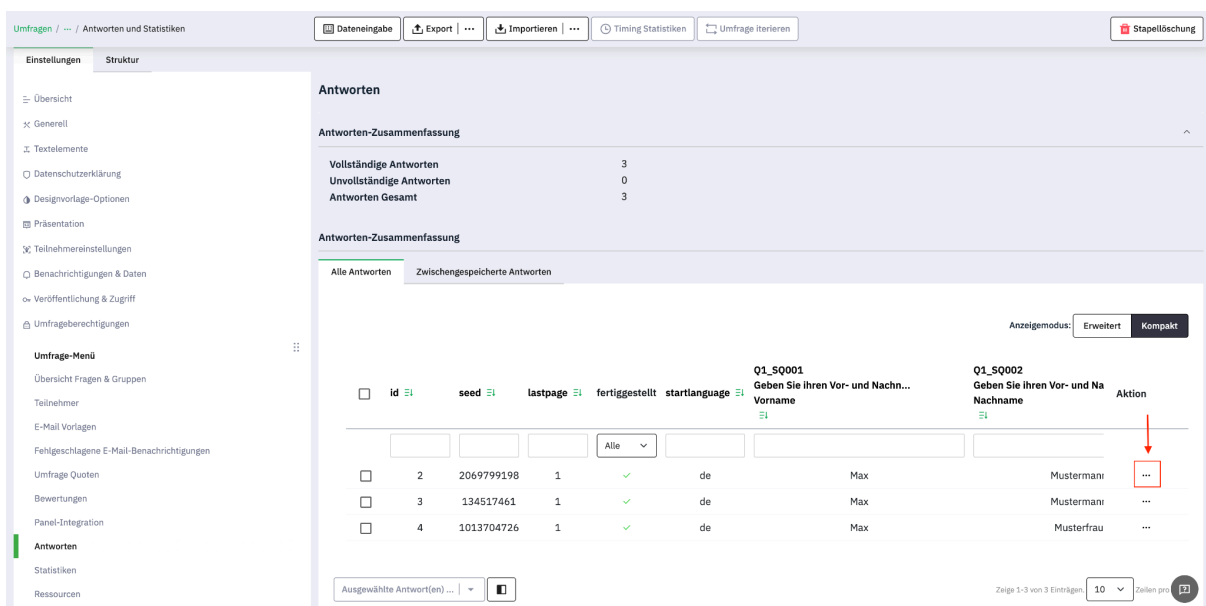 Umfragen / ··· / Antworten und Statistiken
Dateneingabe
Export | ···
Importieren | ···
Timing Statistiken
Umfrage iterieren
Stapellöschung
Einstellungen
Struktur
Übersicht
Generell
Textelemente
Datenschutzerklärung
Designvorlage-Optionen
Präsentation
Teilnehmereinstellungen
Benachrichtigungen & Daten
Veröffentlichung & Zugriff
Umfrageberechtigungen
Umfrage-Menü
Übersicht Fragen & Gruppen
Teilnehmer
E-Mail Vorlagen
Fehlgeschlagene E-Mail-Benachrichtigungen
Umfrage Quoten
Bewertungen
Panel-Integration
Antworten
Statistiken
Ressourcen
Antworten
Antworten-Zusammenfassung
Vollständige Antworten 3
Unvollständige Antworten 0
Antworten Gesamt 3
Antworten-Zusammenfassung
Alle Antworten
Zwischengespeicherte Antworten
Anzeigemodus: Erweitert Kompakt
id seed lastpage fertiggestellt startlanguage
Q1_SQ001
Geben Sie ihren Vor- und Nachn...
Vorname
Q1_SQ002
Geben Sie ihren Vor- und Na
Nachname
Aktion
Alle
2 2069799198 1 de Max Musterman ···
3 134517461 1 de Max Musterman ···
4 1013704726 1 de Max Musterfrau ···
Ausgewählte Antwort(en) ...
Zeige 1-3 von 3 Einträgen. 10 Zeilen pro